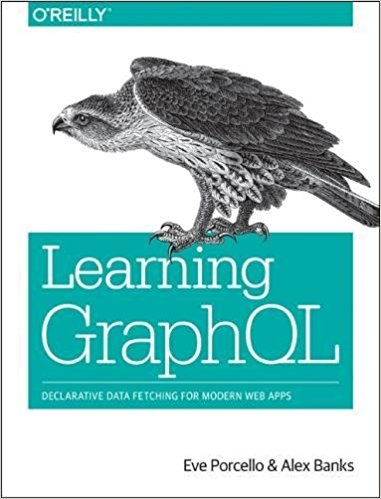 O'REILLY®
Learning
GraphQL
DECLARATIVE DATA FETCHING FOR MODERN WEB APPS
Eve Porcello & Alex Banks